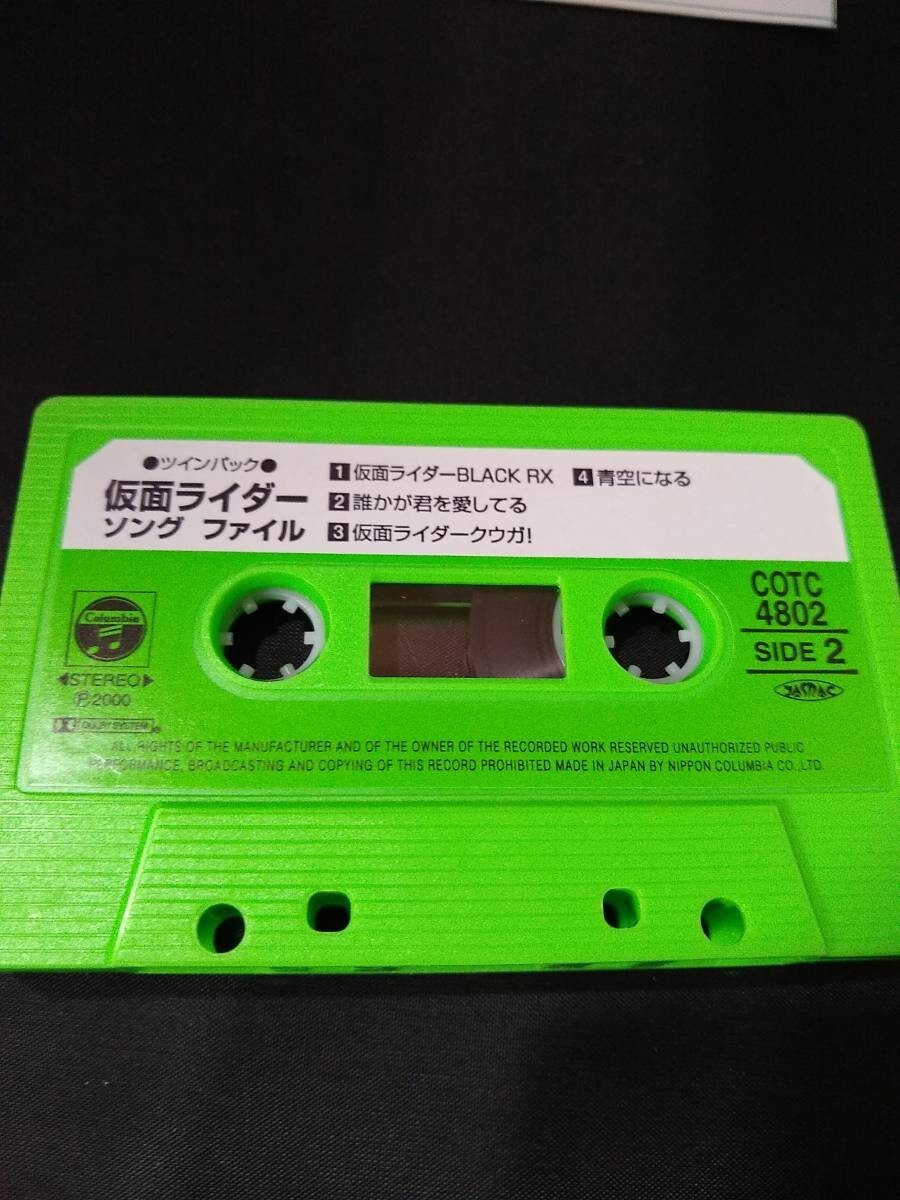 ●ツインパック●
仮面ライダー
ソング ファイル
1 仮面ライダーBLACK RX
2 誰かが君を愛してる
3 仮面ライダークウガ!
4 青空になる
Columbia
◀STEREO▶
Ⓟ2000
DOLBY SYSTEM
COTC
4802
SIDE 2
JASRAC
ALL RIGHTS OF THE MANUFACTURER AND OF THE OWNER OF THE RECORDED WORK RESERVED UNAUTHORIZED PUBLIC
PERFORMANCE, BROADCASTING AND COPYING OF THIS RECORD PROHIBITED MADE IN JAPAN BY NIPPON COLUMBIA CO.,LTD.